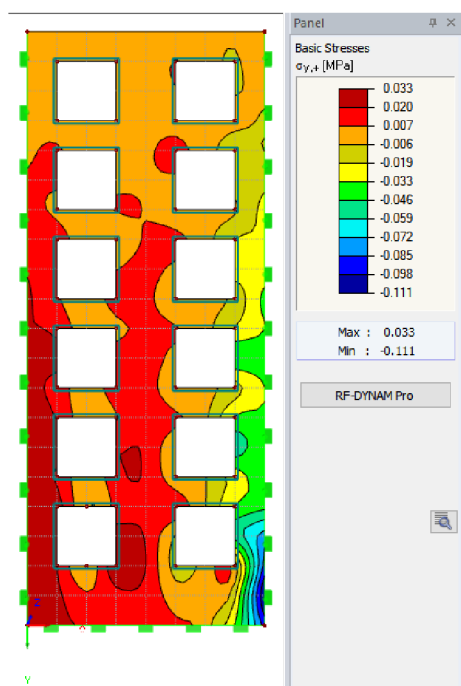 Panel
Basic Stresses
σy,+ [MPa]
0.033
0.020
0.007
-0.006
-0.019
-0.033
-0.046
-0.059
-0.072
-0.085
-0.098
-0.111
Max : 0.033
Min : -0.111
RF-DYNAM Pro
Y